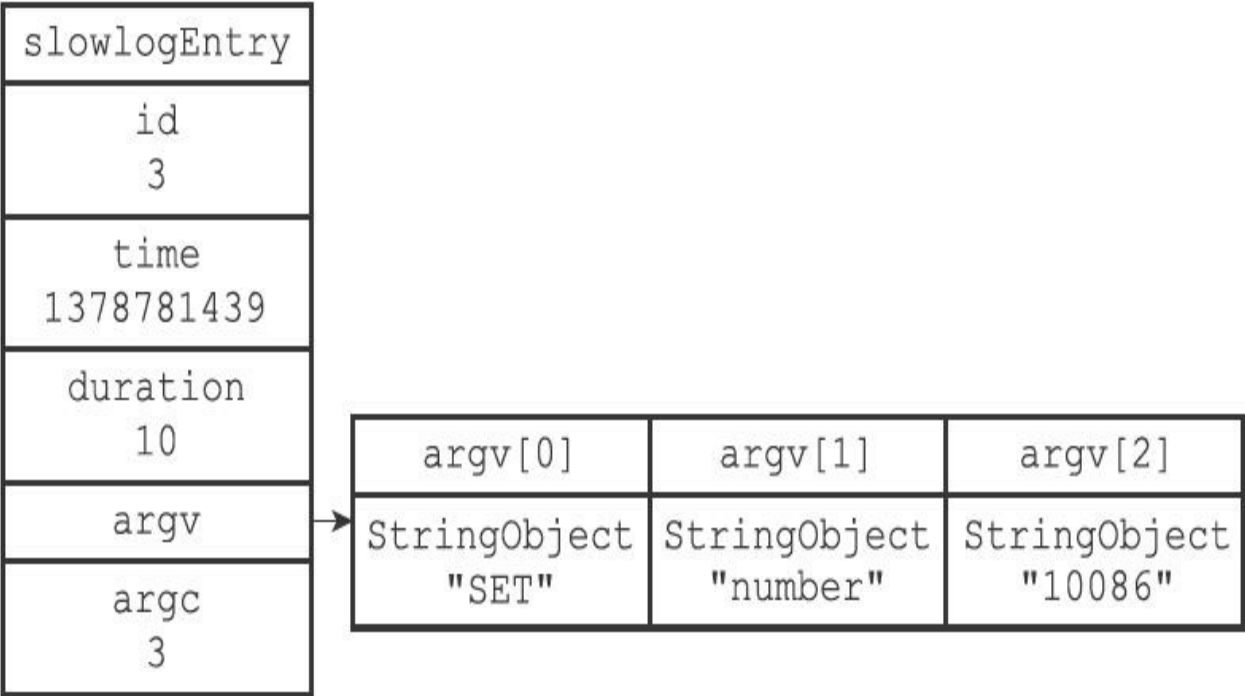 slowlogEntry
id
3
time
1378781439
duration
10
argv
argc
3
argv[0] argv[1] argv[2]
StringObject StringObject StringObject
"SET" "number" "10086"